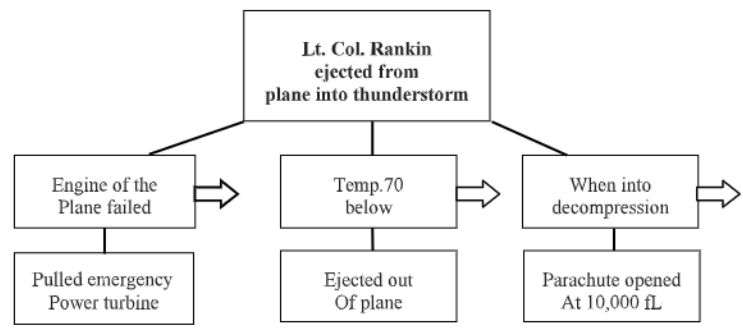 Lt. Col. Rankin
ejected from
plane into thunderstorm
Engine of the
Plane failed
Temp.70
below
When into
decompression
Pulled emergency
Power turbine
Ejected out
Of plane
Parachute opened
At 10,000 fL